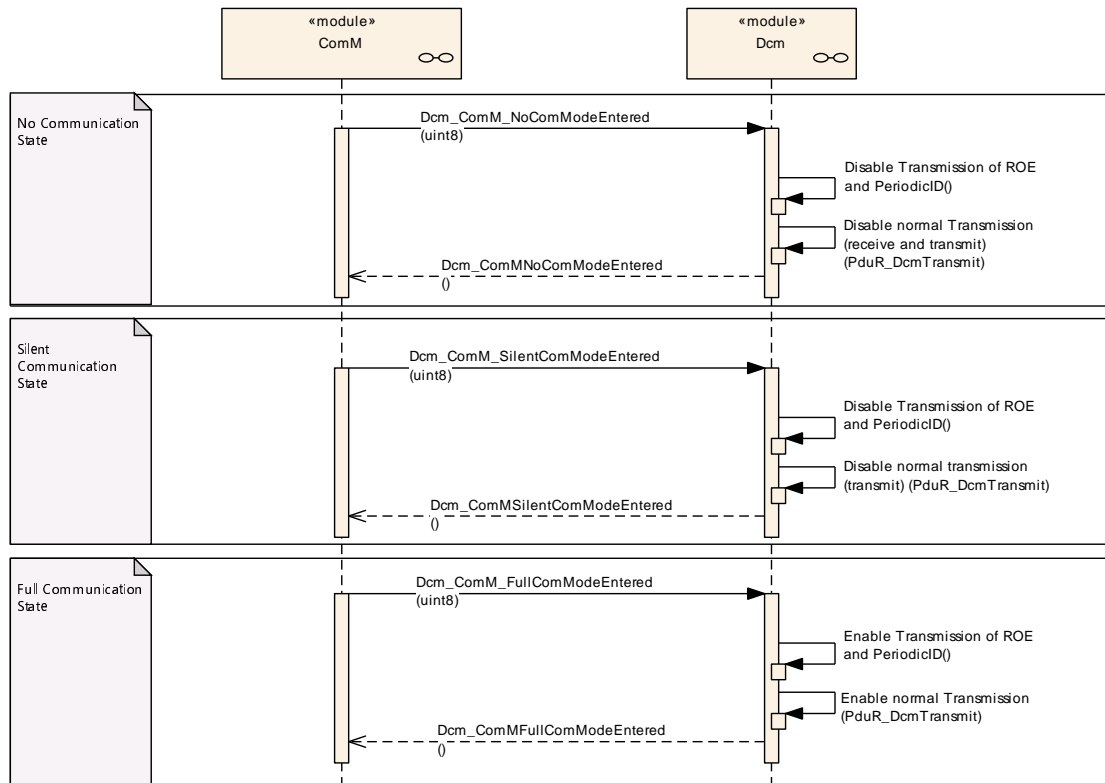 «module»
ComM
«module»
Dcm
No Communication
State
Dcm_ComM_NoComModeEntered
(uint8)
Disable Transmission of ROE
and PeriodicID()
Disable normal Transmission
(receive and transmit)
(PduR_DcmTransmit)
Dcm_ComMNoComModeEntered
()
Silent
Communication
State
Dcm_ComM_SilentComModeEntered
(uint8)
Disable Transmission of ROE
and PeriodicID()
Disable normal transmission
(transmit) (PduR_DcmTransmit)
Dcm_ComMSilentComModeEntered
()
Full Communication
State
Dcm_ComM_FullComModeEntered
(uint8)
Enable Transmission of ROE
and PeriodicID()
Enable normal Transmission
(PduR_DcmTransmit)
Dcm_ComMFullComModeEntered
()